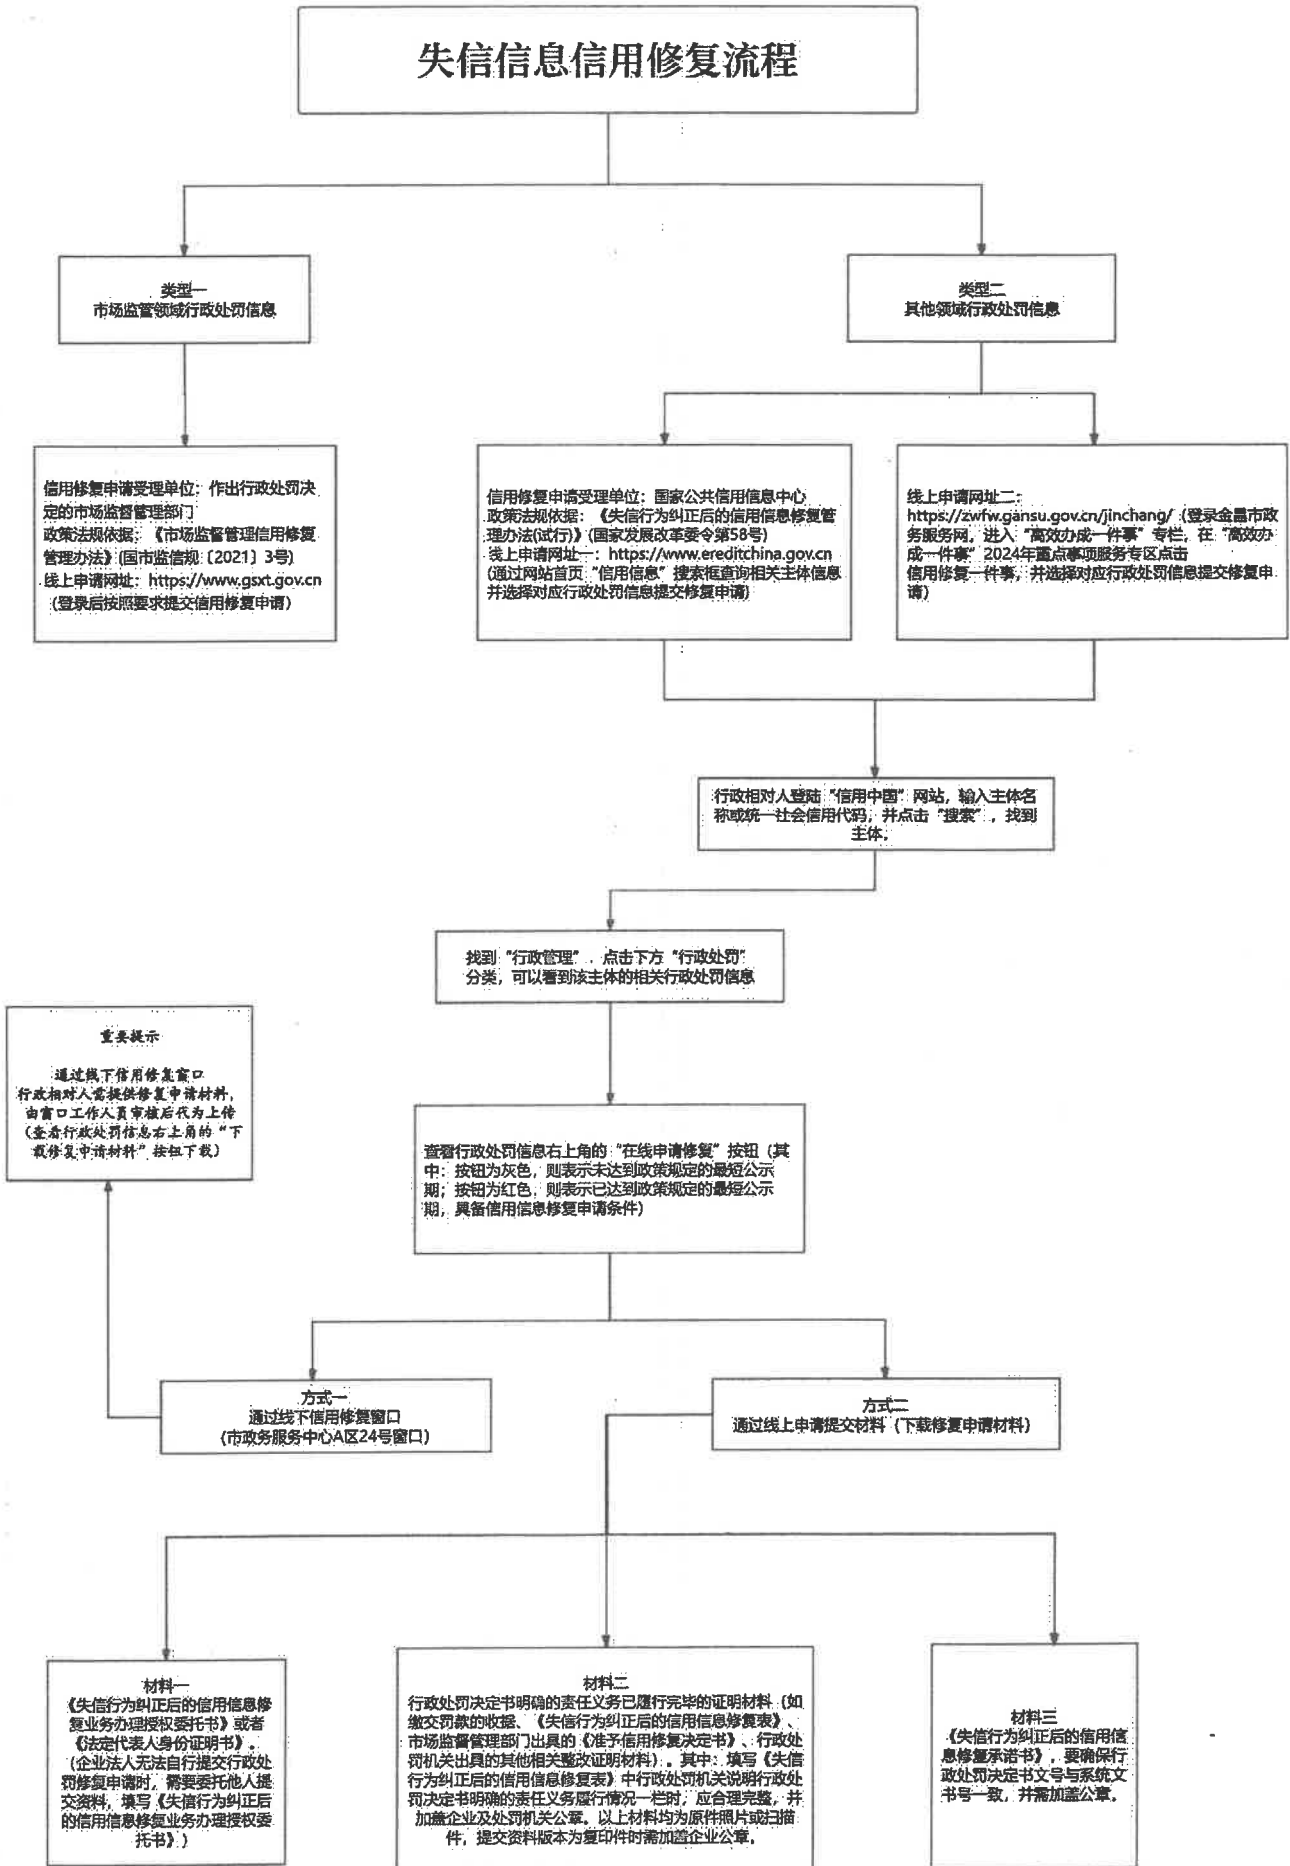 失信信息信用修复流程
类型一
市场监管领域行政处罚信息
类型二
其他领域行政处罚信息
信用修复申请受理单位：作出行政处罚决
定的市场监督管理部门
政策法规依据：《市场监督管理信用修复
管理办法》(国市监信规〔2021〕3号)
线上申请网址：https://www.gsxt.gov.cn
（登录后按照要求提交信用修复申请）
信用修复申请受理单位：国家公共信用信息中心
政策法规依据：《失信行为纠正后的信用信息修复管
理办法(试行)》(国家发展改革委令第58号)
线上申请网址一：https://www.ereditchina.gov.cn
(通过网站首页“信用信息”搜索框查询相关主体信息
并选择对应行政处罚信息提交修复申请)
线上申请网址二：
https://zwfw.gansu.gov.cn/jinchang/（登录金昌市政
务服务网，进入“高效办成一件事”专栏，在“高效办
成一件事”2024年重点事项服务专区点击
信用修复一件事，并选择对应行政处罚信息提交修复申
请）
行政相对人登陆“信用中国”网站，输入主体名
称或统一社会信用代码，并点击“搜索”，找到
主体。
找到“行政管理”，点击下方“行政处罚”
分类，可以看到该主体的相关行政处罚信息
重要提示
通过线下信用修复窗口
行政相对人需提供修复申请材料，
由窗口工作人员审核后代为上传
（查看行政处罚信息右上角的“下
载修复申请材料”按钮下载）
查看行政处罚信息右上角的“在线申请修复”按钮（其
中：按钮为灰色，则表示未达到政策规定的最短公示
期；按钮为红色，则表示已达到政策规定的最短公示
期，具备信用信息修复申请条件）
方式一
通过线下信用修复窗口
（市政务服务中心A区24号窗口）
方式二
通过线上申请提交材料（下载修复申请材料）
材料一
《失信行为纠正后的信用信息修
复业务办理授权委托书》或者
《法定代表人身份证明书》。
（企业法人无法自行提交行政处
罚修复申请时，需要委托他人提
交资料，填写《失信行为纠正后
的信用信息修复业务办理授权委
托书》）
材料二
行政处罚决定书明确的责任义务已履行完毕的证明材料（如
缴交罚款的收据、《失信行为纠正后的信用信息修复表》、
市场监督管理部门出具的《准予信用修复决定书》、行政处
罚机关出具的其他相关整改证明材料）。其中：填写《失信
行为纠正后的信用信息修复表》中行政处罚机关说明行政处
罚决定书明确的责任义务履行情况一栏时，应合理完整，并
加盖企业及处罚机关公章。以上材料均为原件照片或扫描
件，提交资料版本为复印件时需加盖企业公章。
材料三
《失信行为纠正后的信用信
息修复承诺书》，要确保行
政处罚决定书文号与系统文
书号一致，并需加盖公章。